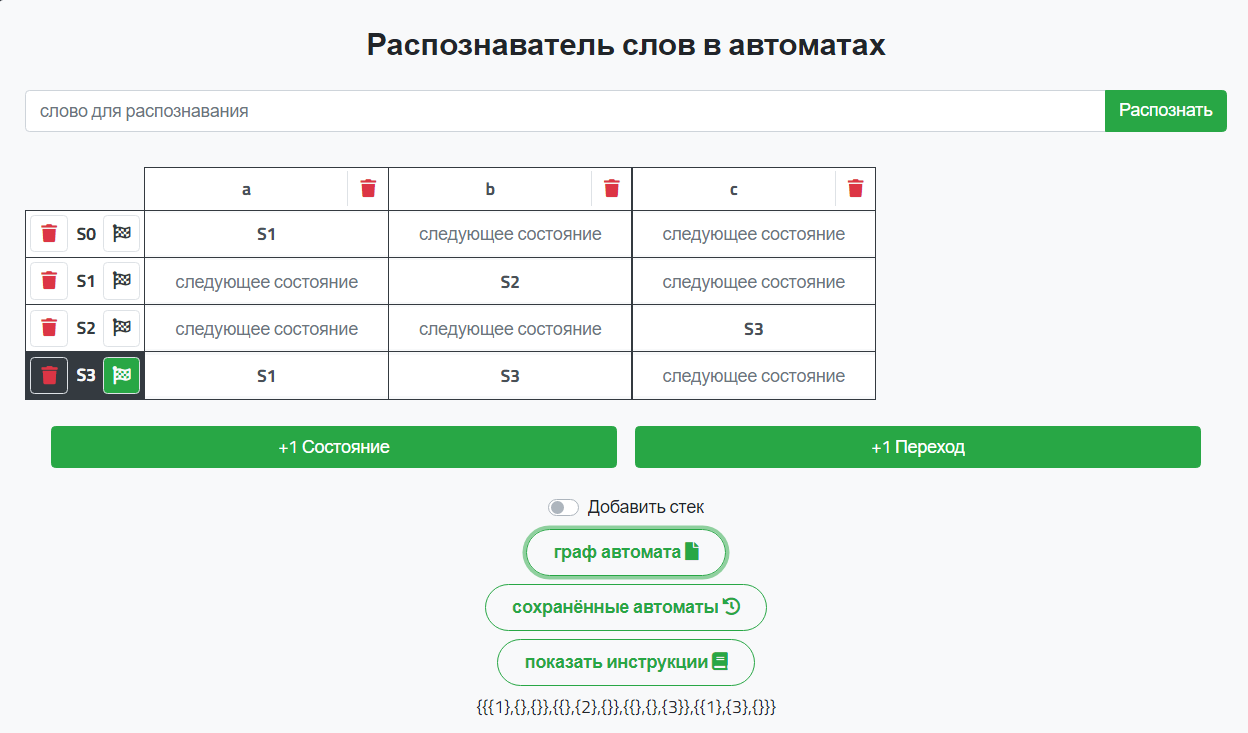 Распознаватель слов в автоматах
слово для распознавания Распознать
a b c
S0 S1 следующее состояние следующее состояние
S1 следующее состояние S2 следующее состояние
S2 следующее состояние следующее состояние S3
S3 S1 S3 следующее состояние
+1 Состояние +1 Переход
Добавить стек
граф автомата
сохранённые автоматы
показать инструкции
{{{1},{},{}},{{},{2},{}},{{},{},{3}},{{1},{3},{}}}